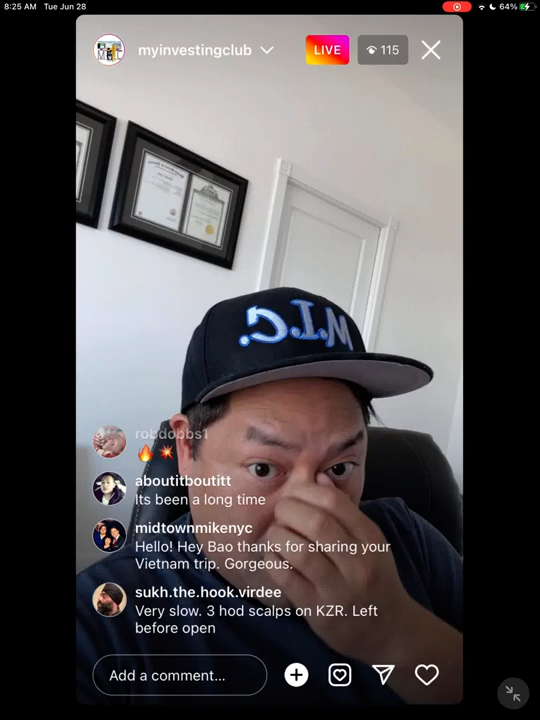 8:25 AM Tue Jun 28
64%
myinvestingclub
LIVE
115
M.I.C.
robdobbs1
🔥💥
aboutitboutitt
Its been a long time
midtownmikenyc
Hello! Hey Bao thanks for sharing your
Vietnam trip. Gorgeous.
sukh.the.hook.virdee
Very slow. 3 hod scalps on KZR. Left
before open
Add a comment...